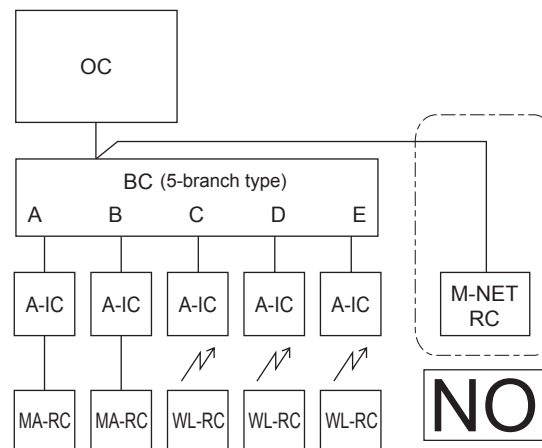 OC
BC (5-branch type)
A B C D E
A-IC A-IC A-IC A-IC A-IC
M-NET
RC
MA-RC MA-RC WL-RC WL-RC WL-RC
NO